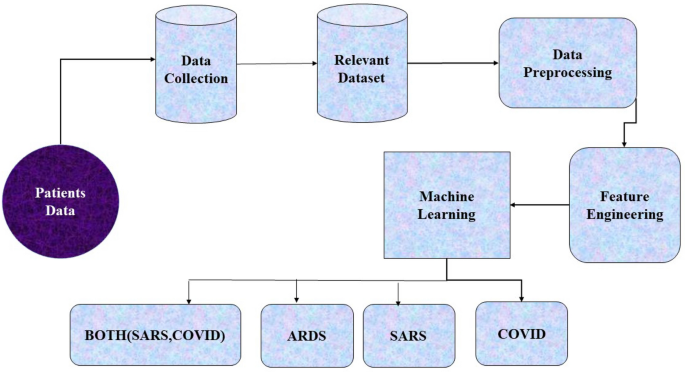 Data
Collection
Relevant
Dataset
Data
Preprocessing
Patients
Data
Machine
Learning
Feature
Engineering
BOTH(SARS,COVID)
ARDS
SARS
COVID